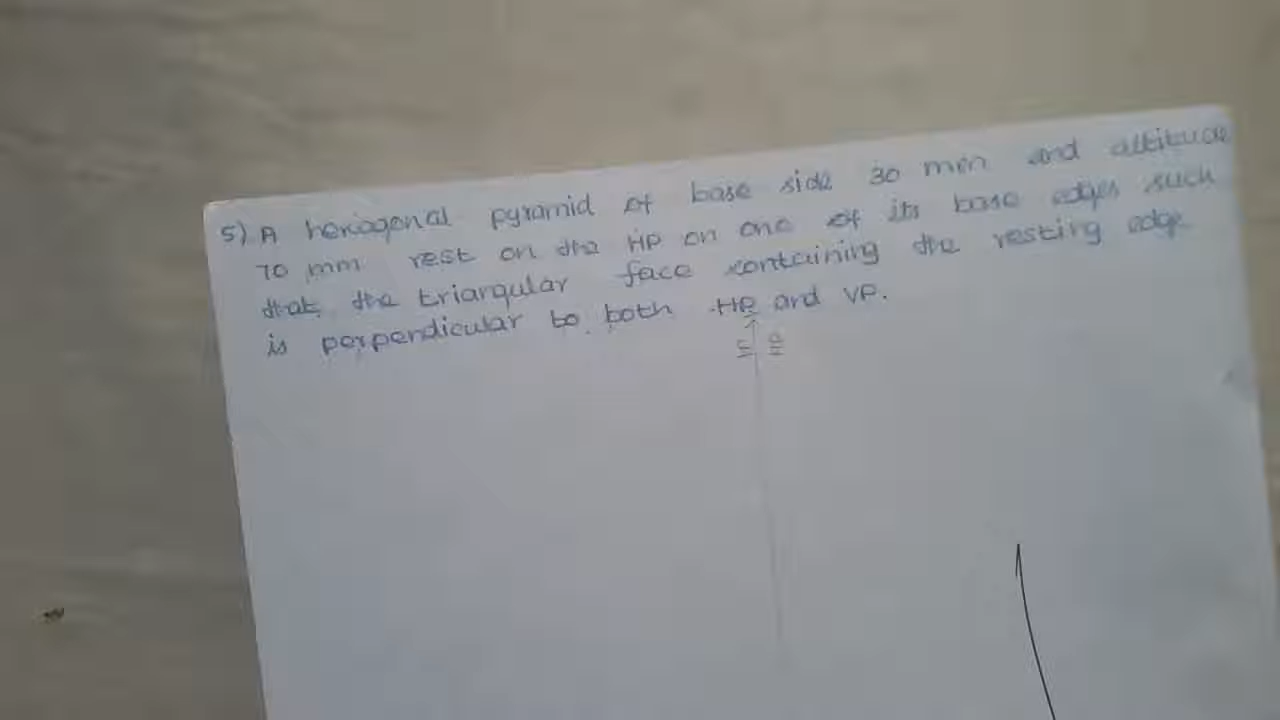 5) A hexagonal pyramid of base side 30 mm and altitude
70 mm rest on the HP on one of its base edges such
that, the triangular face containing the resting edge
is perpendicular to both HP and VP.